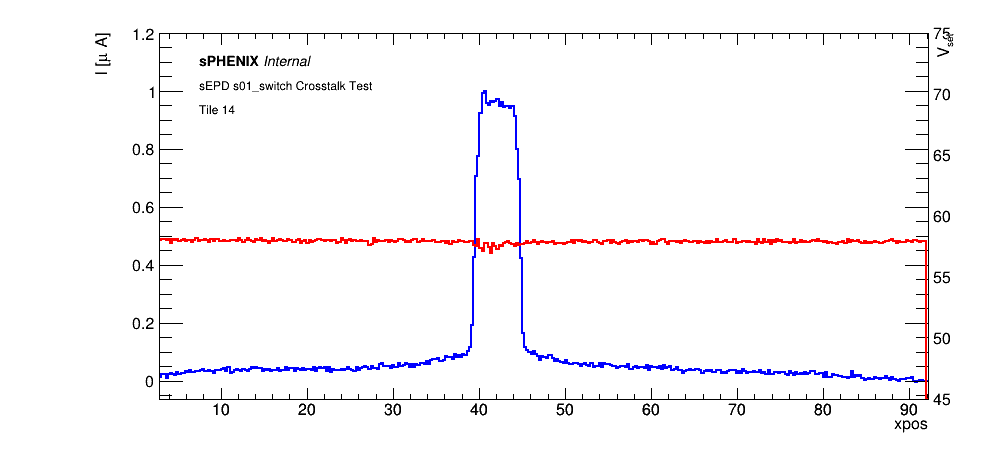 I [μ A]
1.2
1
0.8
0.6
0.4
0.2
0
sPHENIX Internal
sEPD s01_switch Crosstalk Test
Tile 14
75
V_set
70
65
60
55
50
45
10 20 30 40 50 60 70 80 90
xpos